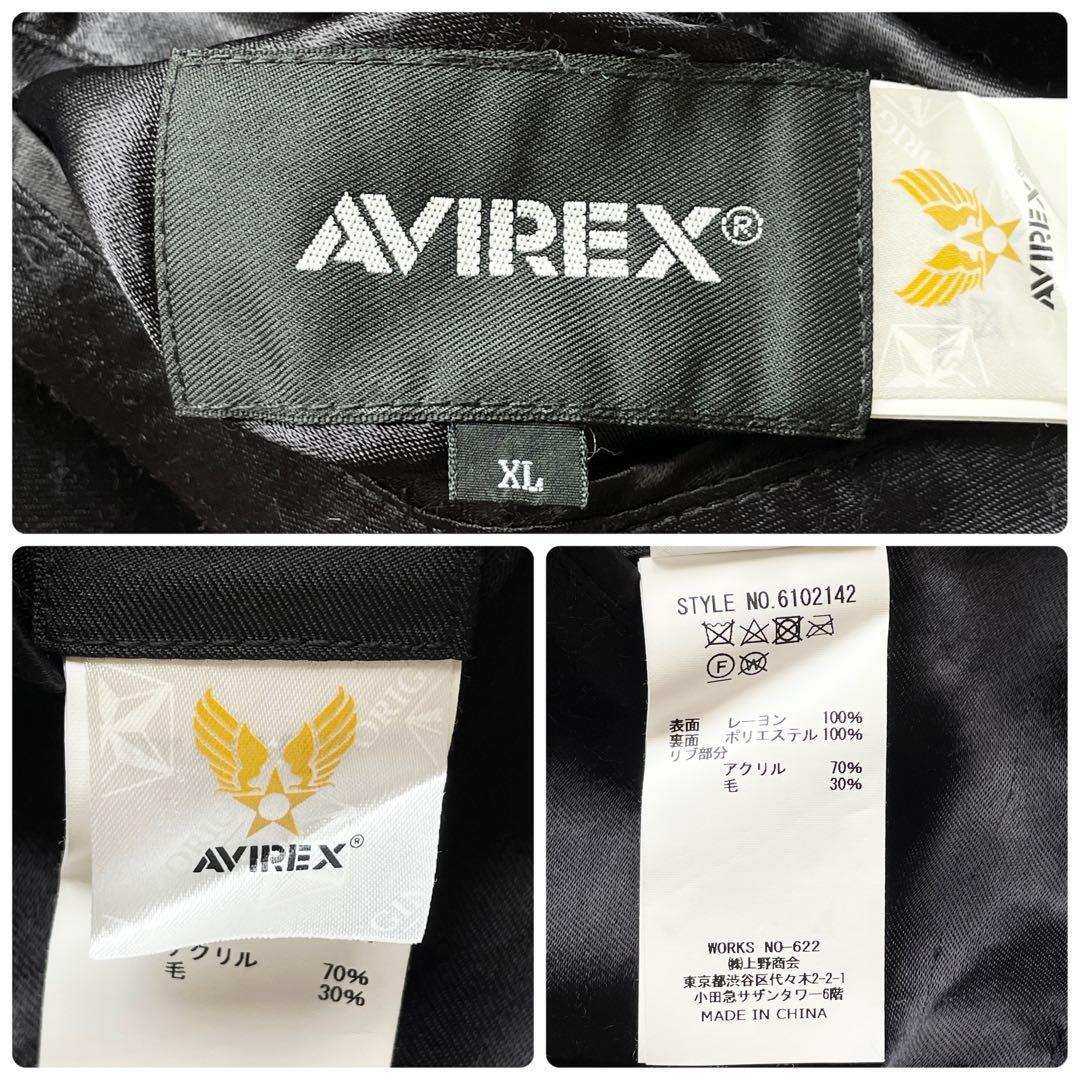 AVIREX®
XL
ORIG
AVIREX
AVIREX®
ORIG
アクリル 70%
毛 30%
STYLE NO.6102142
F W
表面 レーヨン 100%
裏面 ポリエステル 100%
リブ部分
アクリル 70%
毛 30%
WORKS NO-622
㈱上野商会
東京都渋谷区代々木2-2-1
小田急サザンタワー6階
MADE IN CHINA